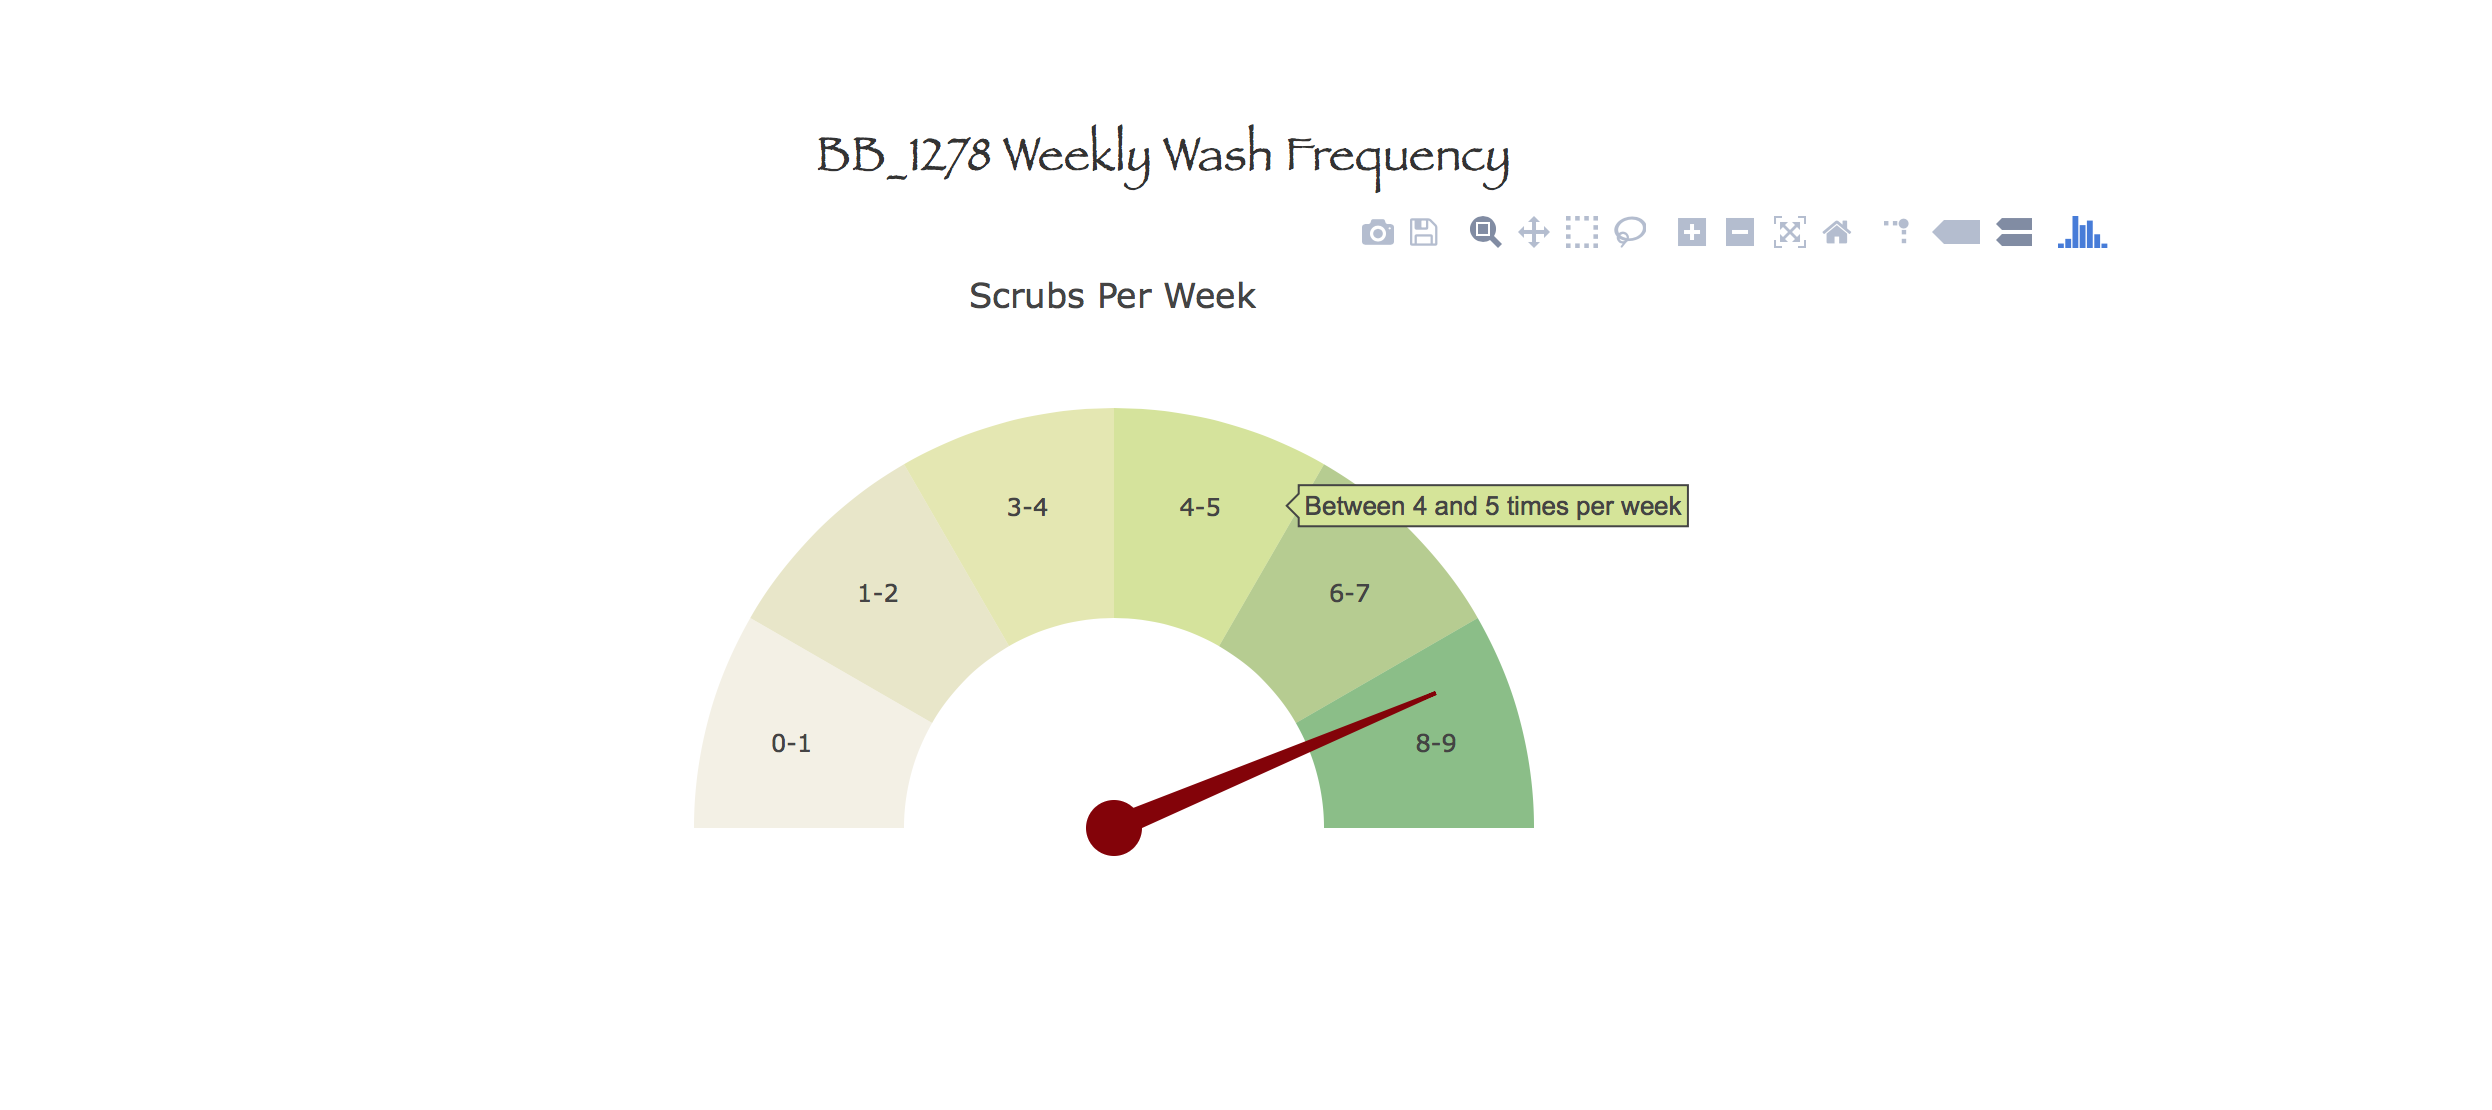 BB_1278 Weekly Wash Frequency
Scrubs Per Week
3-4
4-5
Between 4 and 5 times per week
1-2
6-7
0-1
8-9